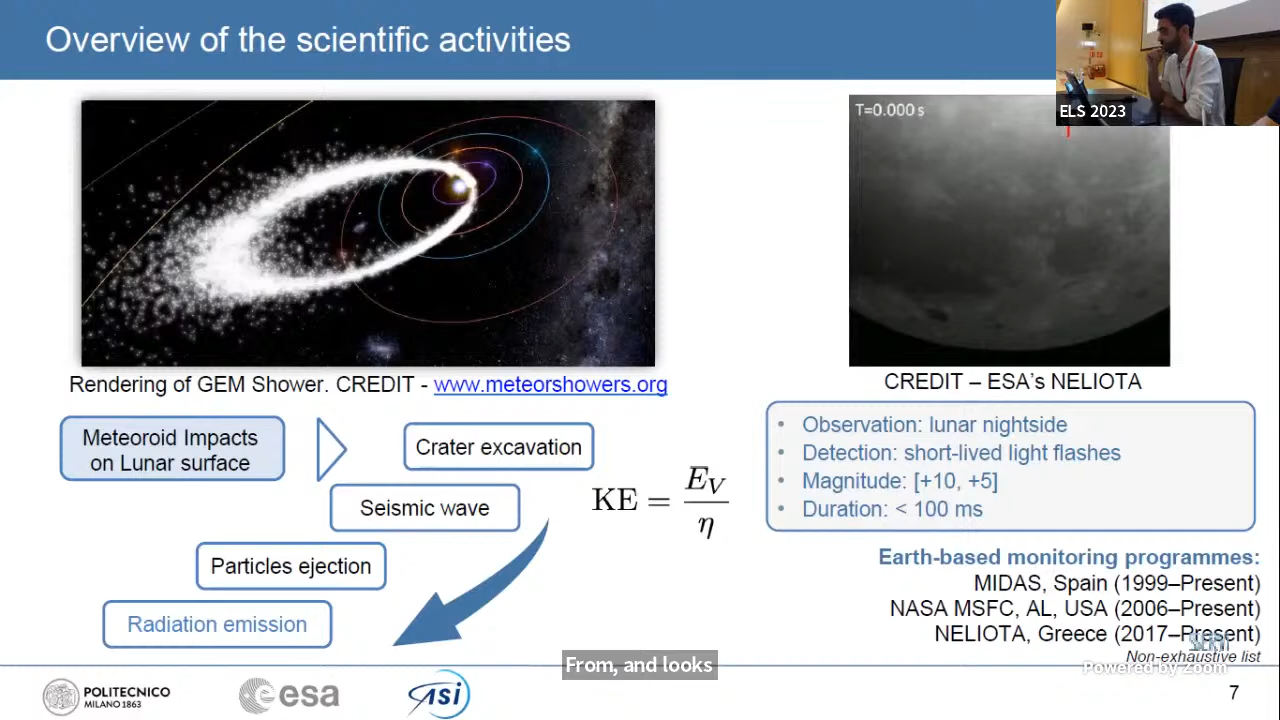 Overview of the scientific activities
ELS 2023
T=0.000 s
Rendering of GEM Shower. CREDIT - www.meteorshowers.org
CREDIT – ESA's NELIOTA
Meteoroid Impacts
on Lunar surface
Crater excavation
Seismic wave
Particles ejection
Radiation emission
KE = E_V / η
• Observation: lunar nightside
• Detection: short-lived light flashes
• Magnitude: [+10, +5]
• Duration: < 100 ms
Earth-based monitoring programmes:
MIDAS, Spain (1999–Present)
NASA MSFC, AL, USA (2006–Present)
NELIOTA, Greece (2017–Present)
Non-exhaustive list
Powered by Zoom
From, and looks
POLITECNICO
MILANO 1863
esa
asi
7